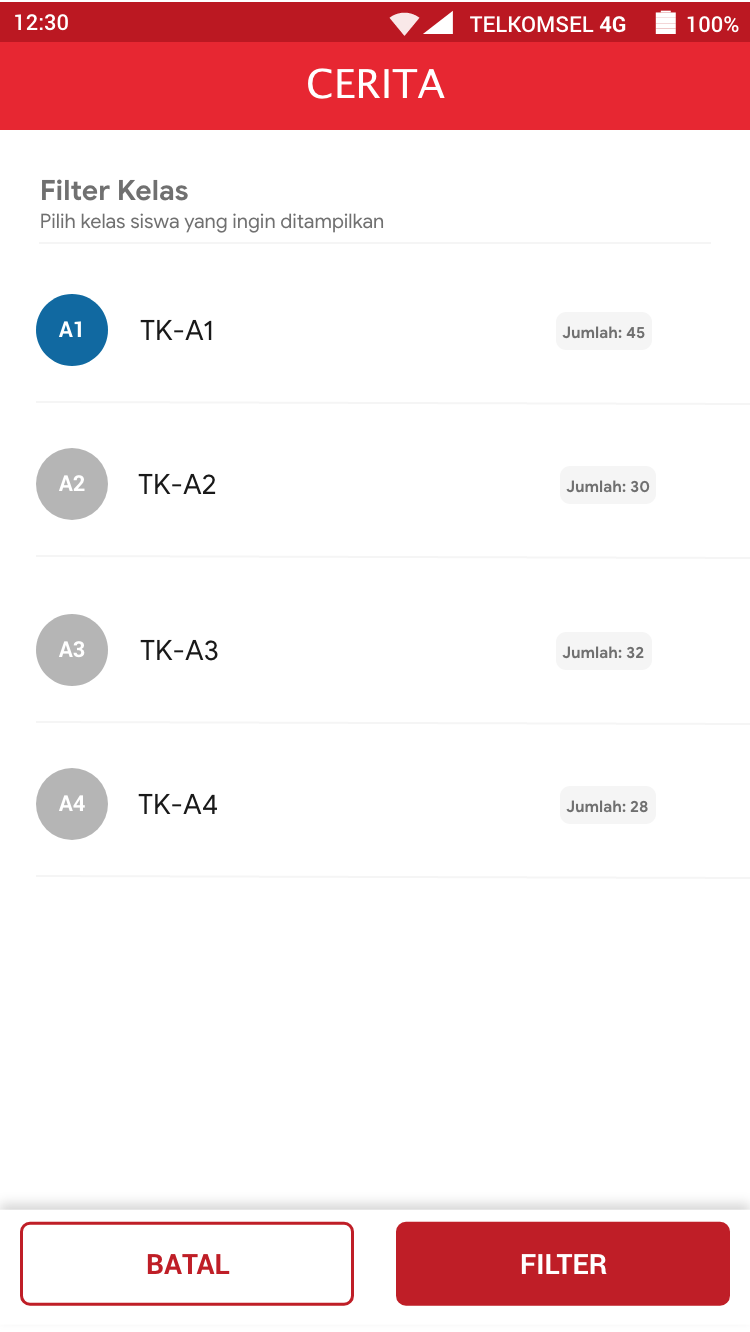 12:30 TELKOMSEL 4G 100%
CERITA
Filter Kelas
Pilih kelas siswa yang ingin ditampilkan
A1 TK-A1 Jumlah: 45
A2 TK-A2 Jumlah: 30
A3 TK-A3 Jumlah: 32
A4 TK-A4 Jumlah: 28
BATAL FILTER